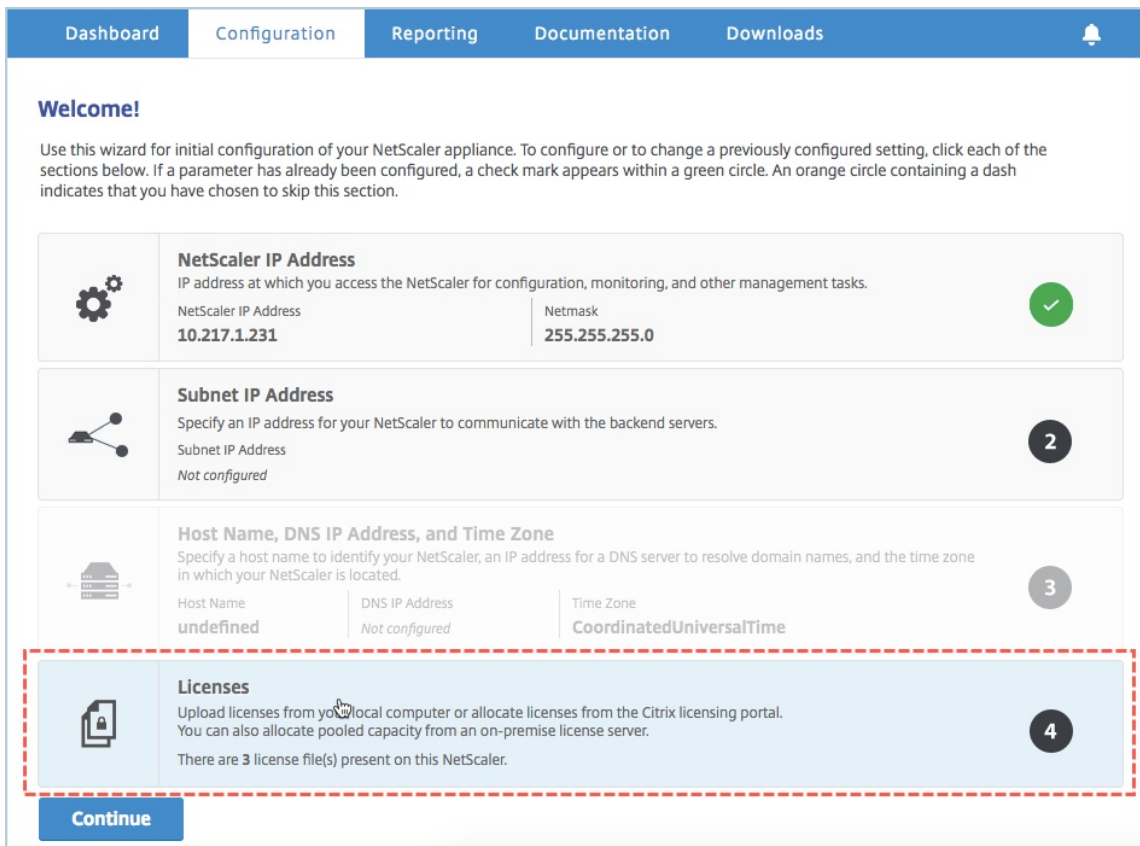 Dashboard Configuration Reporting Documentation Downloads
Welcome!
Use this wizard for initial configuration of your NetScaler appliance. To configure or to change a previously configured setting, click each of the
sections below. If a parameter has already been configured, a check mark appears within a green circle. An orange circle containing a dash
indicates that you have chosen to skip this section.
NetScaler IP Address
IP address at which you access the NetScaler for configuration, monitoring, and other management tasks.
NetScaler IP Address Netmask
10.217.1.231 255.255.255.0
Subnet IP Address
Specify an IP address for your NetScaler to communicate with the backend servers.
Subnet IP Address
Not configured
2
Host Name, DNS IP Address, and Time Zone
Specify a host name to identify your NetScaler, an IP address for a DNS server to resolve domain names, and the time zone
in which your NetScaler is located.
Host Name DNS IP Address Time Zone
undefined Not configured CoordinatedUniversalTime
3
Licenses
Upload licenses from your local computer or allocate licenses from the Citrix licensing portal.
You can also allocate pooled capacity from an on-premise license server.
There are 3 license file(s) present on this NetScaler.
4
Continue